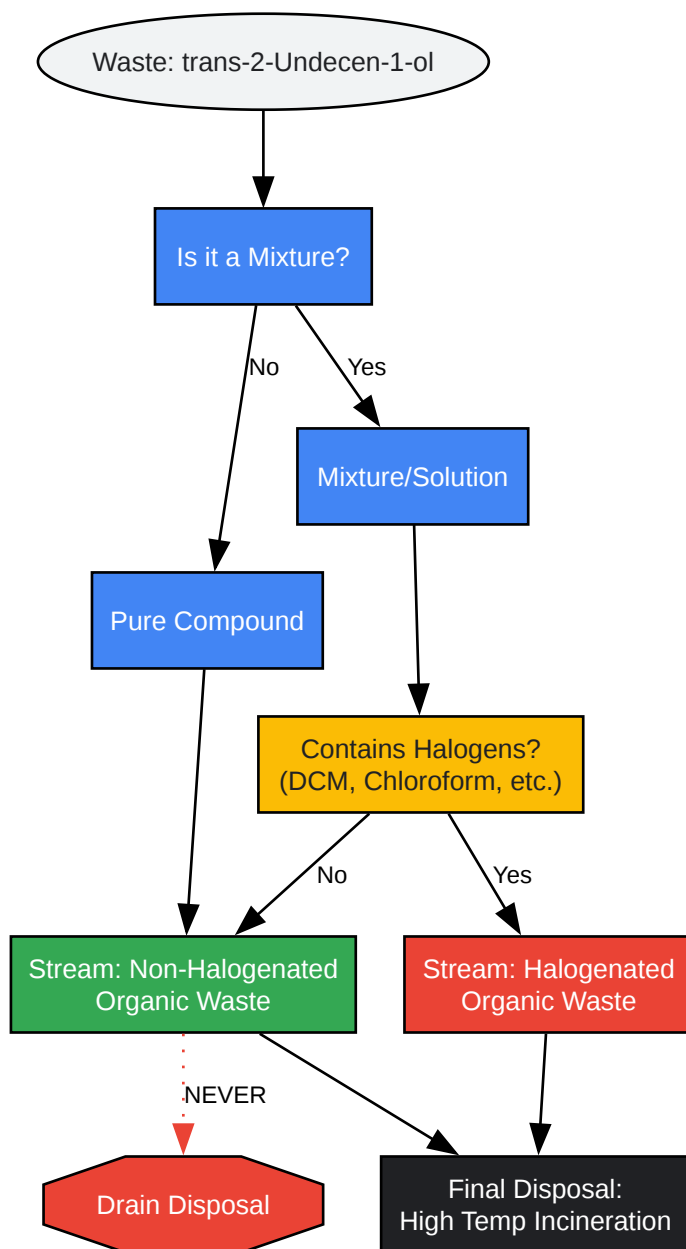 Waste: trans-2-Undecen-1-ol
Is it a Mixture?
No
Yes
Mixture/Solution
Pure Compound
Contains Halogens?
(DCM, Chloroform, etc.)
No
Yes
Stream: Non-Halogenated
Organic Waste
Stream: Halogenated
Organic Waste
NEVER
Drain Disposal
Final Disposal:
High Temp Incineration